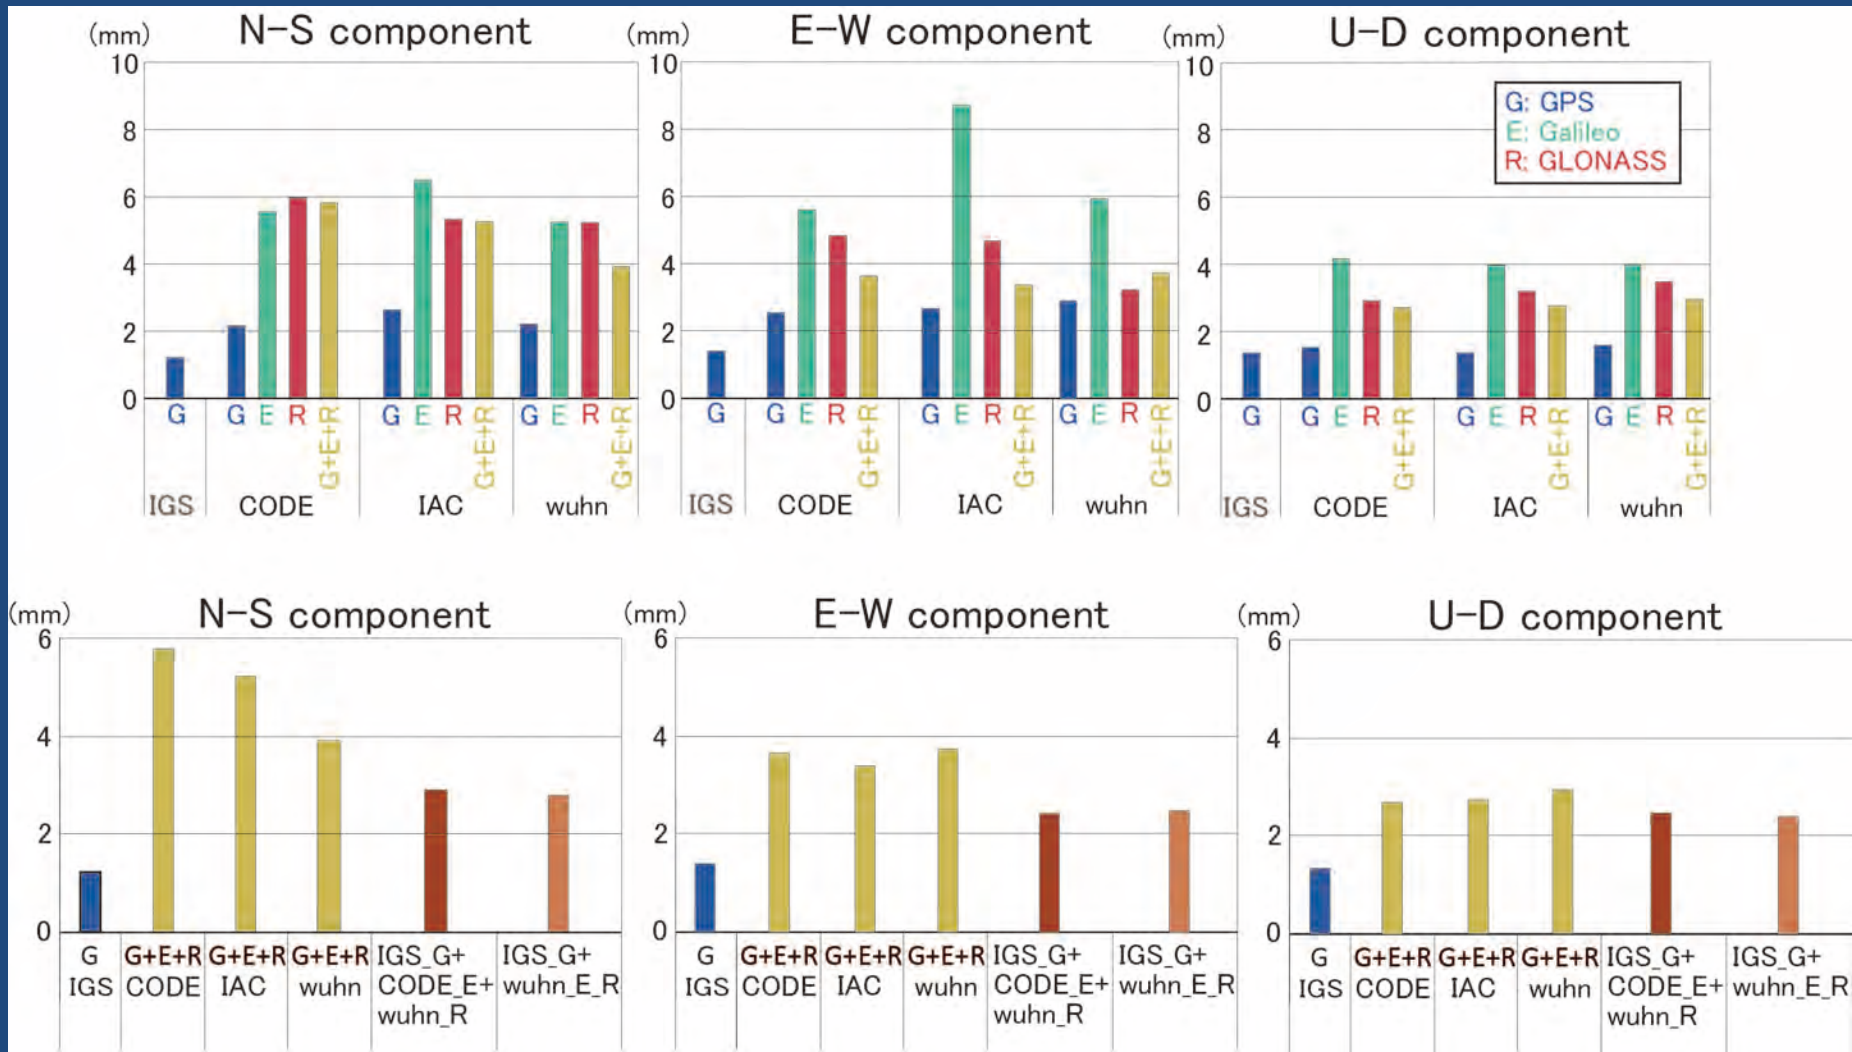 (mm) N-S component
10
8
6
4
2
0
G G E R G+E+R G E R G+E+R G E R G+E+R
IGS CODE IAC wuhn
(mm) E-W component
10
8
6
4
2
0
G G E R G+E+R G E R G+E+R G E R G+E+R
IGS CODE IAC wuhn
(mm) U-D component
10
8
6
4
2
0
G: GPS
E: Galileo
R: GLONASS
G G E R G+E+R G E R G+E+R G E R G+E+R
IGS CODE IAC wuhn
(mm) N-S component
6
4
2
0
G G+E+R G+E+R G+E+R IGS_G+ IGS_G+
IGS CODE IAC wuhn CODE_E+ wuhn_E_R
wuhn_R
(mm) E-W component
6
4
2
0
G G+E+R G+E+R G+E+R IGS_G+ IGS_G+
IGS CODE IAC wuhn CODE_E+ wuhn_E_R
wuhn_R
(mm) U-D component
6
4
2
0
G G+E+R G+E+R G+E+R IGS_G+ IGS_G+
IGS CODE IAC wuhn CODE_E+ wuhn_E_R
wuhn_R